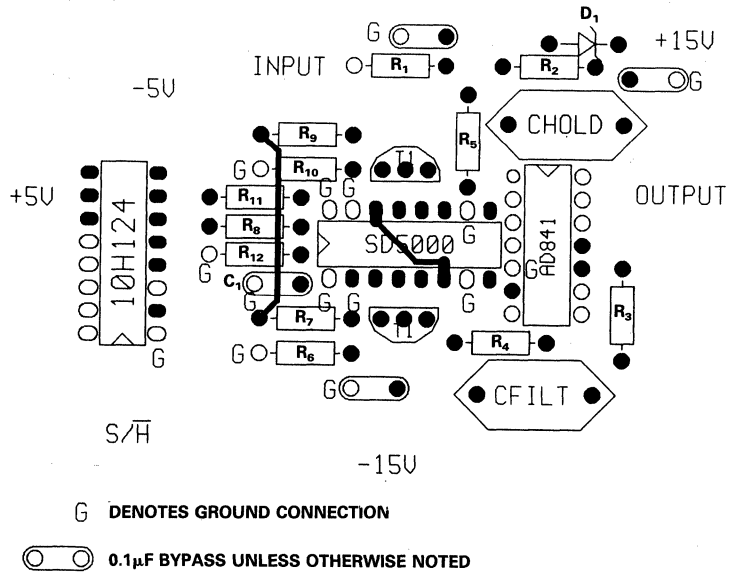 D1
G
+15V
INPUT
R1
R2
G
-5V
CHOLD
R9
R5
T1
G
R10
+5V
R11
G G
OUTPUT
10H124
R8
G
SD5000
AD841
R12
G
G
C1
G
G
G
G
R7
R3
T1
R4
G
G
R6
G
CFILT
S/H̅
-15V
G DENOTES GROUND CONNECTION
0.1µF BYPASS UNLESS OTHERWISE NOTED